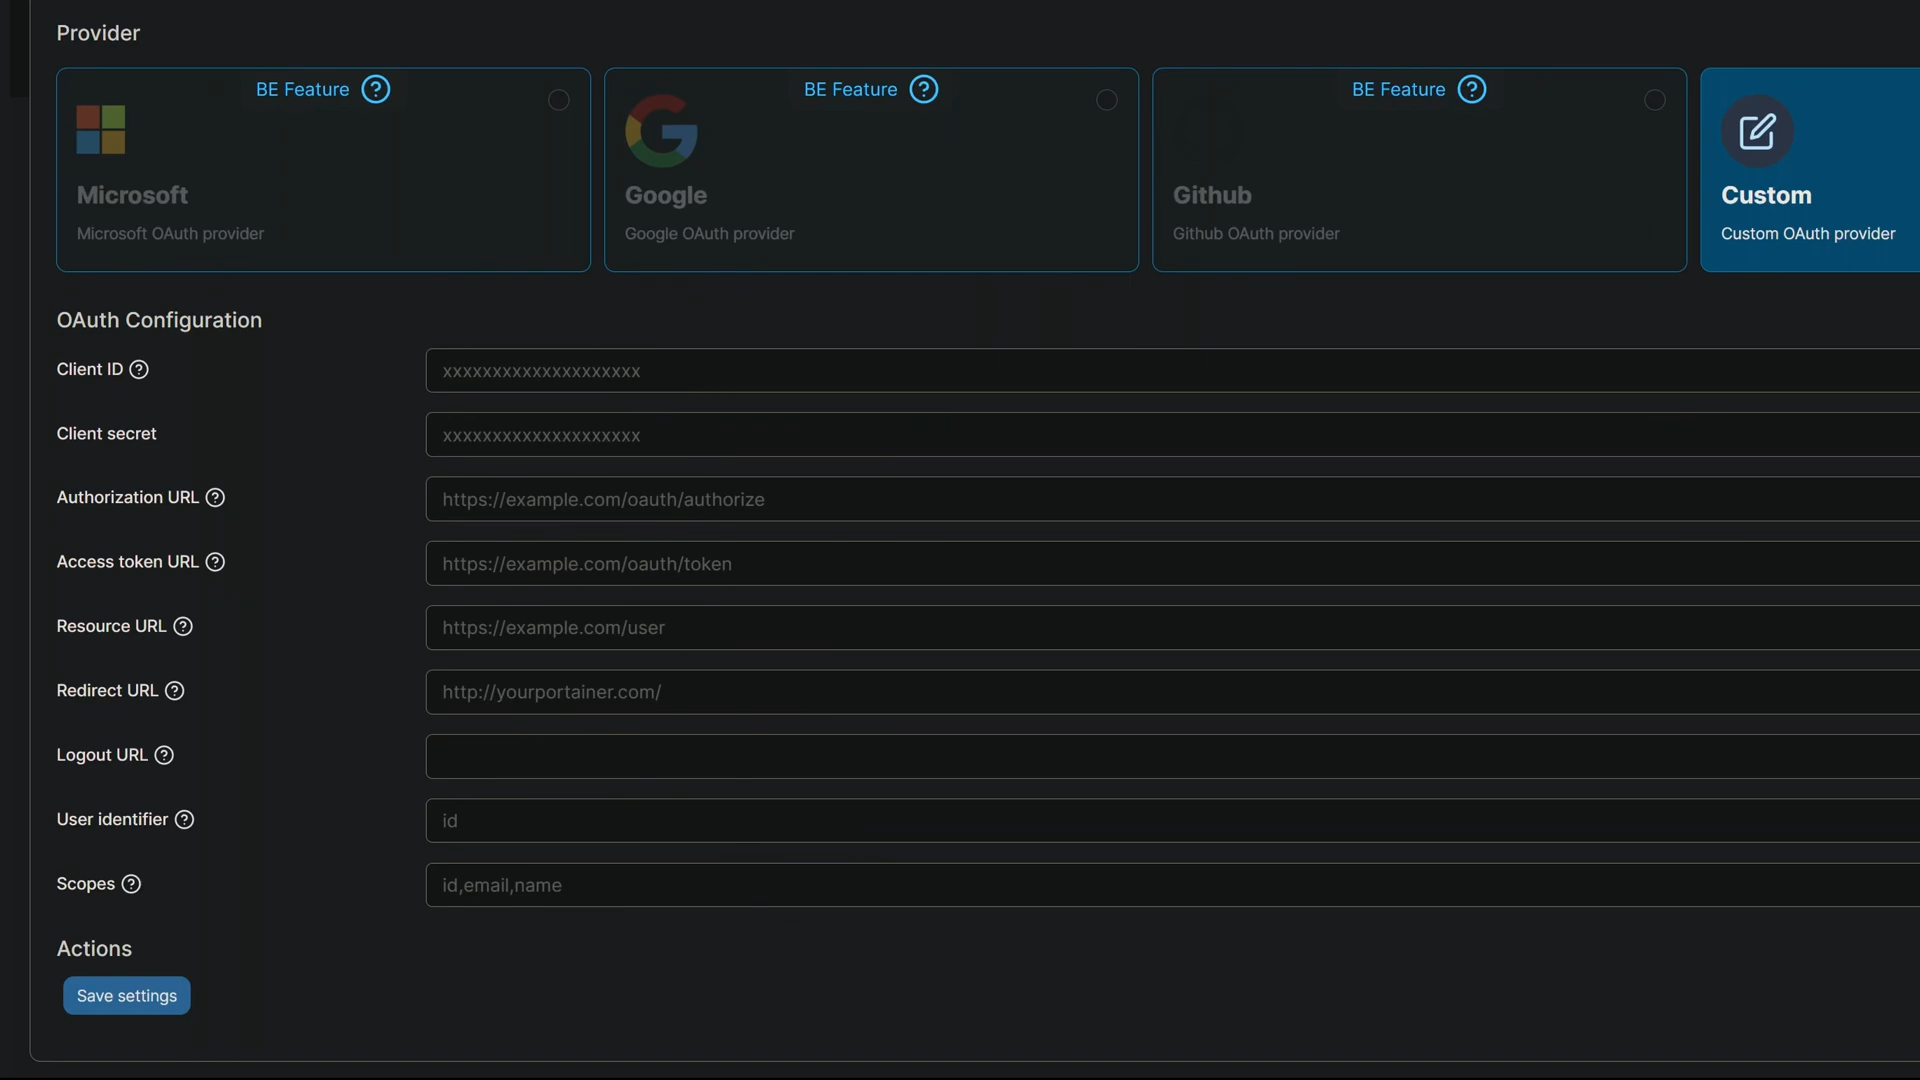 Provider
BE Feature
BE Feature
BE Feature
Microsoft
Google
Github
Custom
Microsoft OAuth provider
Google OAuth provider
Github OAuth provider
Custom OAuth provider
OAuth Configuration
Client ID
xxxxxxxxxxxxxxxxxxxx
Client secret
xxxxxxxxxxxxxxxxxxxx
Authorization URL
https://example.com/oauth/authorize
Access token URL
https://example.com/oauth/token
Resource URL
https://example.com/user
Redirect URL
http://yourportainer.com/
Logout URL
User identifier
id
Scopes
id,email,name
Actions
Save settings